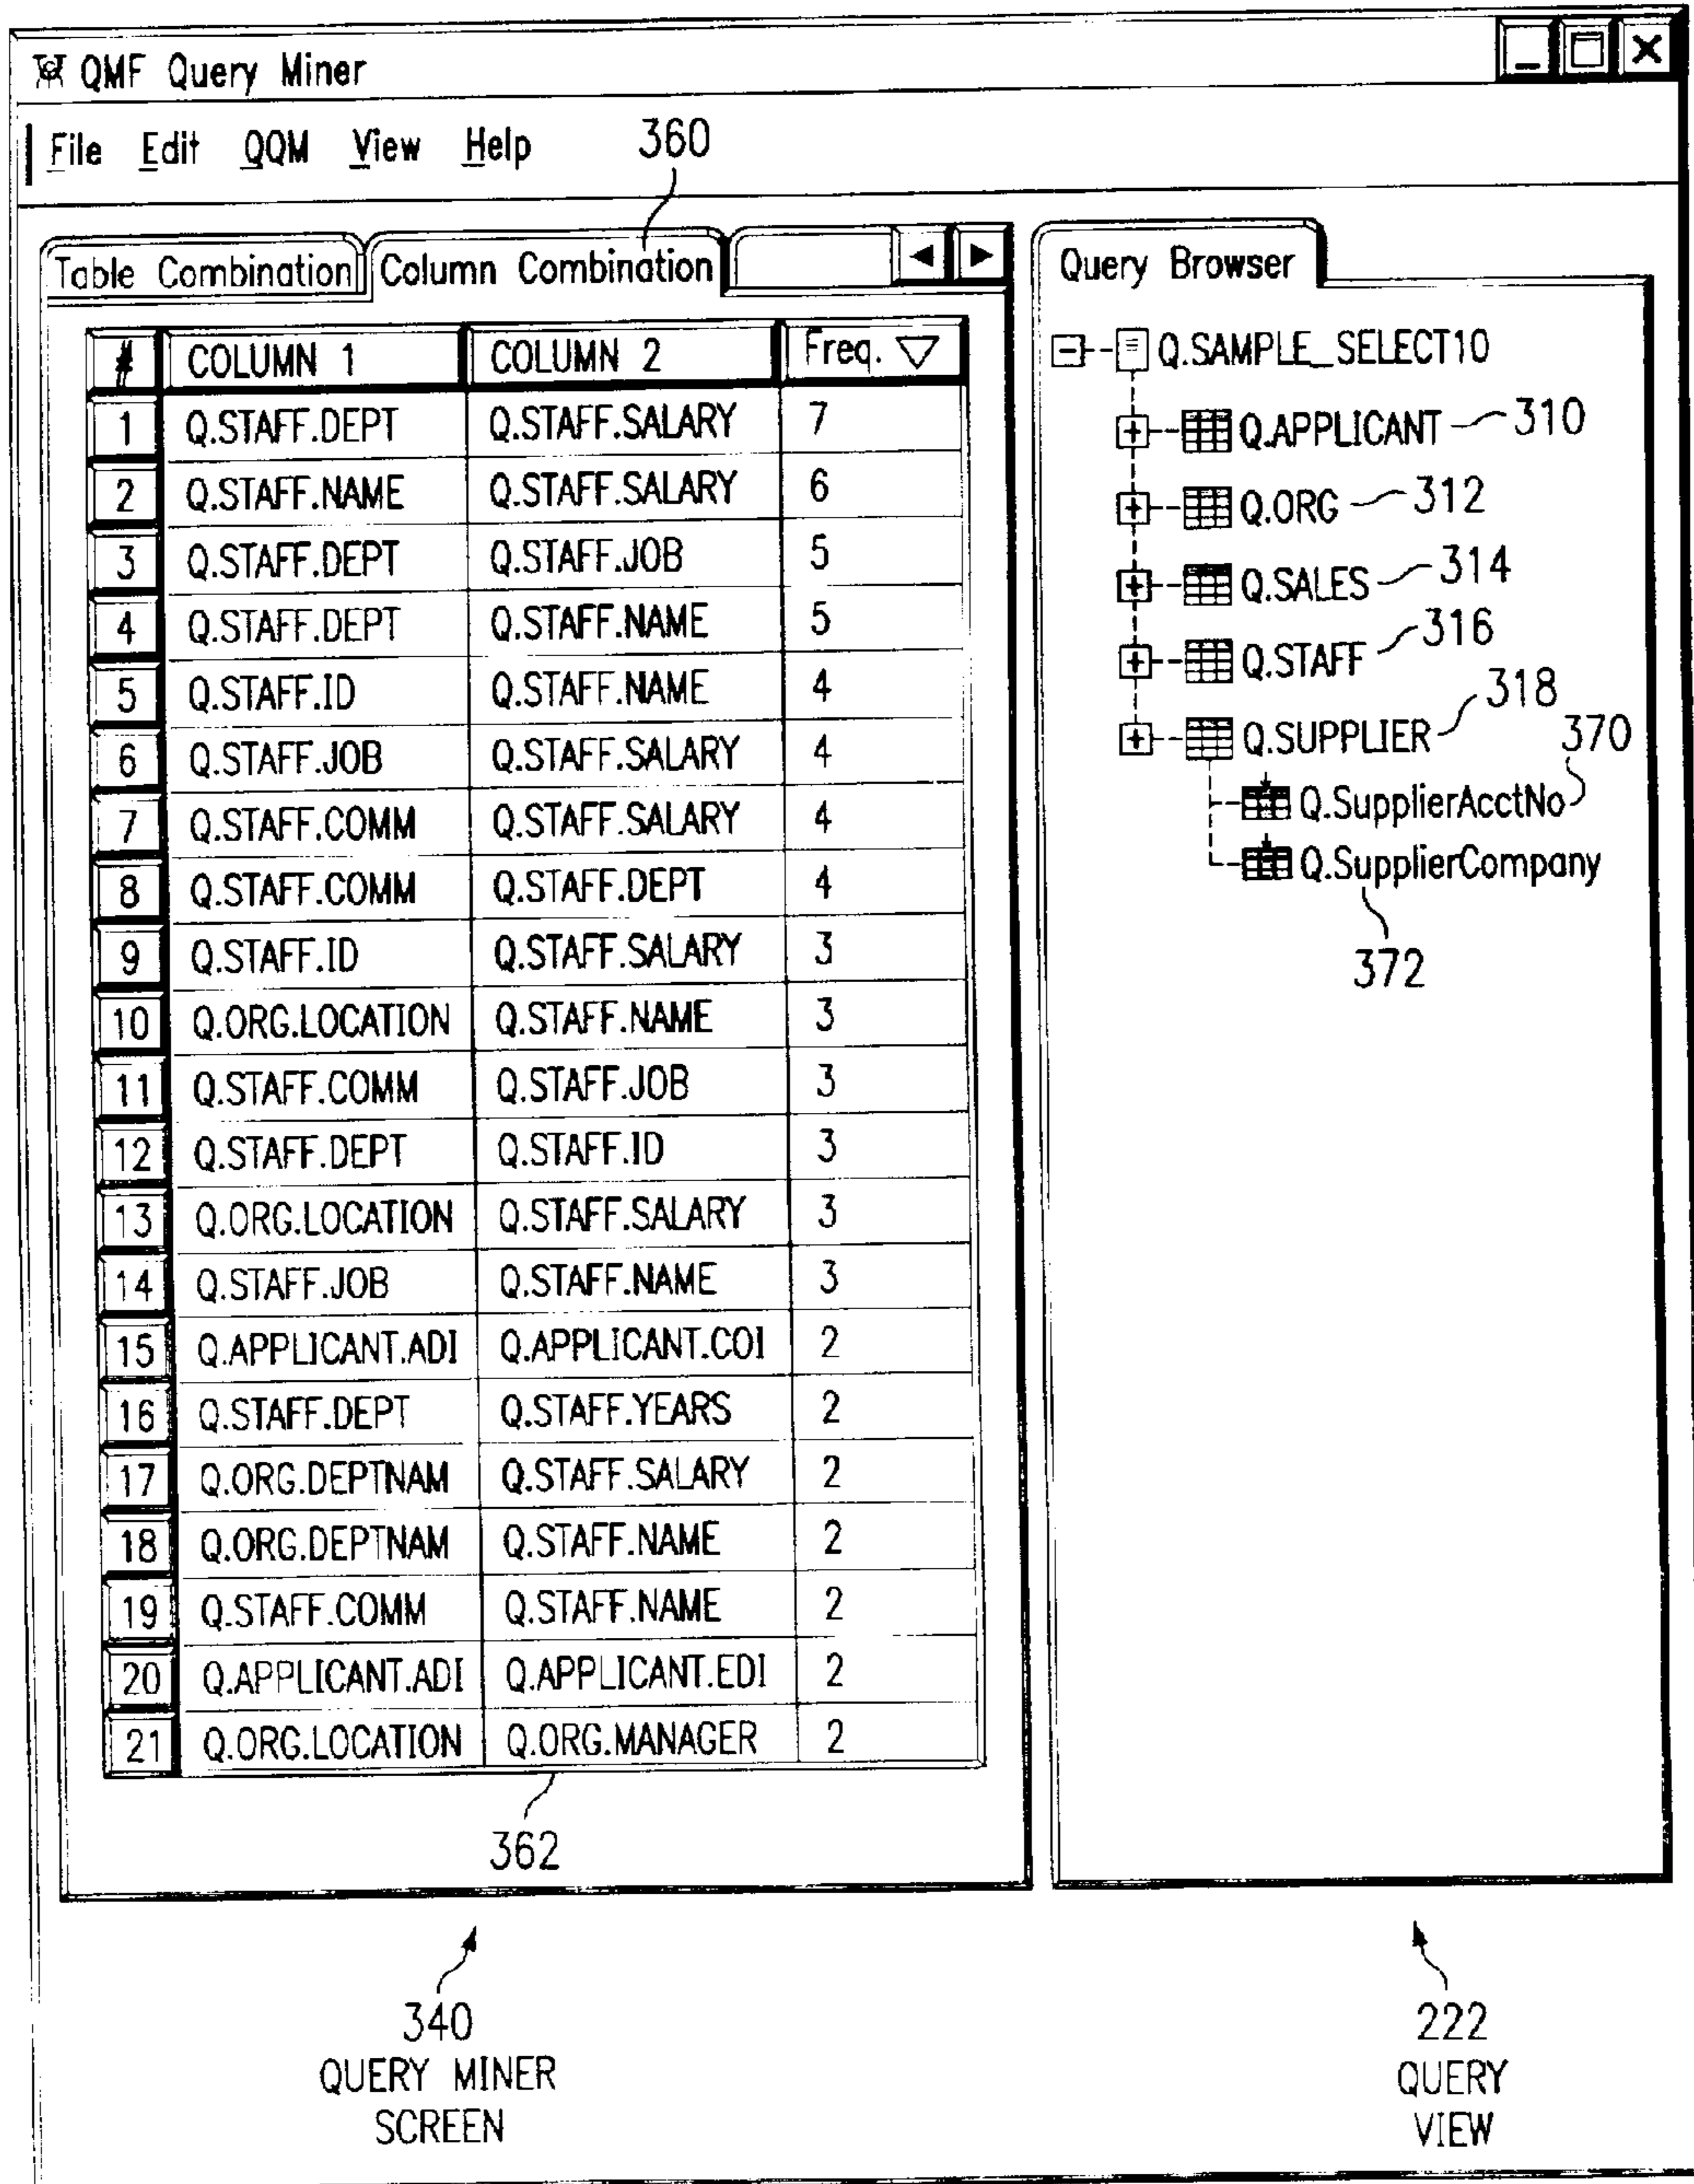 QMF Query Miner
File Edit QQM View Help
360
Table Combination Column Combination
# COLUMN 1 COLUMN 2 Freq.
1 Q.STAFF.DEPT Q.STAFF.SALARY 7
2 Q.STAFF.NAME Q.STAFF.SALARY 6
3 Q.STAFF.DEPT Q.STAFF.JOB 5
4 Q.STAFF.DEPT Q.STAFF.NAME 5
5 Q.STAFF.ID Q.STAFF.NAME 4
6 Q.STAFF.JOB Q.STAFF.SALARY 4
7 Q.STAFF.COMM Q.STAFF.SALARY 4
8 Q.STAFF.COMM Q.STAFF.DEPT 4
9 Q.STAFF.ID Q.STAFF.SALARY 3
10 Q.ORG.LOCATION Q.STAFF.NAME 3
11 Q.STAFF.COMM Q.STAFF.JOB 3
12 Q.STAFF.DEPT Q.STAFF.ID 3
13 Q.ORG.LOCATION Q.STAFF.SALARY 3
14 Q.STAFF.JOB Q.STAFF.NAME 3
15 Q.APPLICANT.ADI Q.APPLICANT.COI 2
16 Q.STAFF.DEPT Q.STAFF.YEARS 2
17 Q.ORG.DEPTNAM Q.STAFF.SALARY 2
18 Q.ORG.DEPTNAM Q.STAFF.NAME 2
19 Q.STAFF.COMM Q.STAFF.NAME 2
20 Q.APPLICANT.ADI Q.APPLICANT.EDI 2
21 Q.ORG.LOCATION Q.ORG.MANAGER 2
362
340
QUERY MINER
SCREEN
Query Browser
Q.SAMPLE_SELECT10
Q.APPLICANT 310
Q.ORG 312
Q.SALES 314
Q.STAFF 316
Q.SUPPLIER 318
Q.SupplierAcctNo 370
Q.SupplierCompany
372
222
QUERY
VIEW